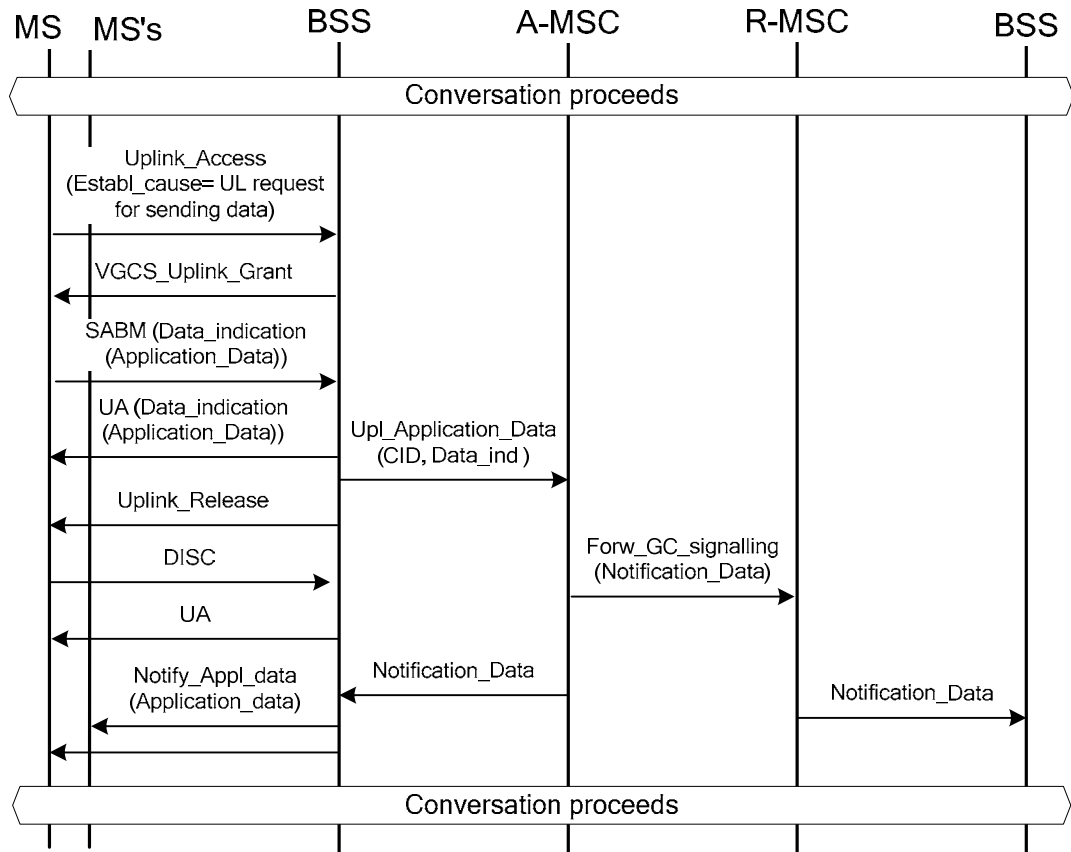 MS
MS's
BSS
A-MSC
R-MSC
BSS
Conversation proceeds
Uplink_Access
(Establ_cause= UL request
for sending data)
VGCS_Uplink_Grant
SABM (Data_indication
(Application_Data))
UA (Data_indication
(Application_Data))
Upl_Application_Data
(CID, Data_ind )
Uplink_Release
Forw_GC_signalling
(Notification_Data)
DISC
UA
Notify_Appl_data
(Application_data)
Notification_Data
Notification_Data
Conversation proceeds